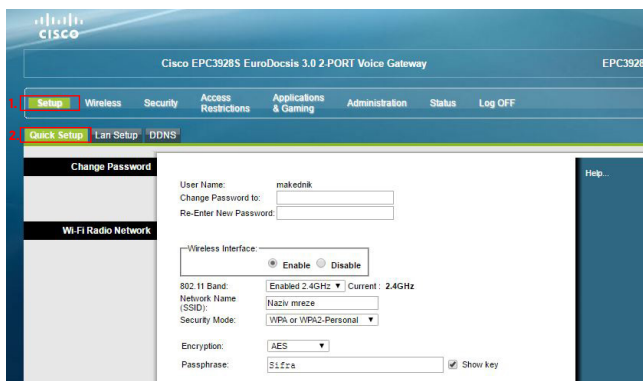 CISCO
Cisco EPC3928S EuroDocsis 3.0 2-PORT Voice Gateway EPC3928
1. Setup Wireless Security Access Restrictions Applications & Gaming Administration Status Log OFF
2. Quick Setup Lan Setup DDNS
Change Password
Help...
User Name: makednik
Change Password to:
Re-Enter New Password:
Wi-Fi Radio Network
Wireless Interface:
Enable Disable
802.11 Band: Enabled 2.4GHz Current : 2.4GHz
Network Name (SSID): Naziv mreze
Security Mode: WPA or WPA2-Personal
Encryption: AES
Passphrase: Sifra Show key